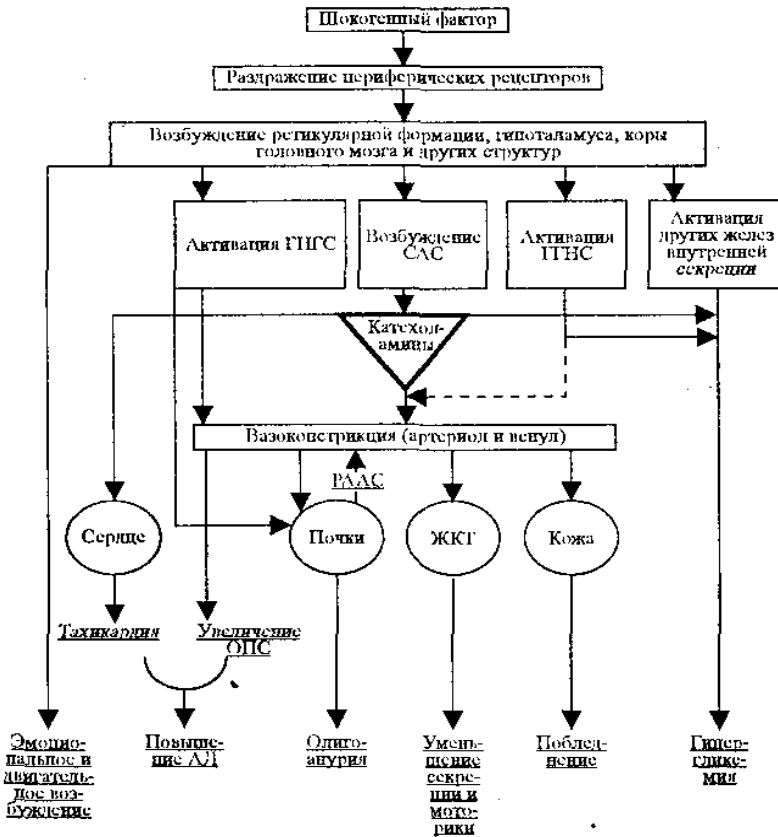 Шокогенный фактор
Раздражение периферических рецепторов
Возбуждение ретикулярной формации, гипоталамуса, коры
головного мозга и других структур
Активация ГНГС
Возбуждение
САС
Активация
ГГНС
Активация
других желез
внутренней
секреции
Катехол-
амины
Вазоконстрикция (артериол и венул)
РААС
Сердце
Почки
ЖКТ
Кожа
Тахикардия
Увеличение
ОПС
Эмоцио-
нальное и
двигатель-
ное воз-
буждение
Повыше-
ние АД
Олиго-
анурия
Умень-
шение
секре-
ции и
мото-
рики
Поблед-
нение
Гипер-
глике-
мия